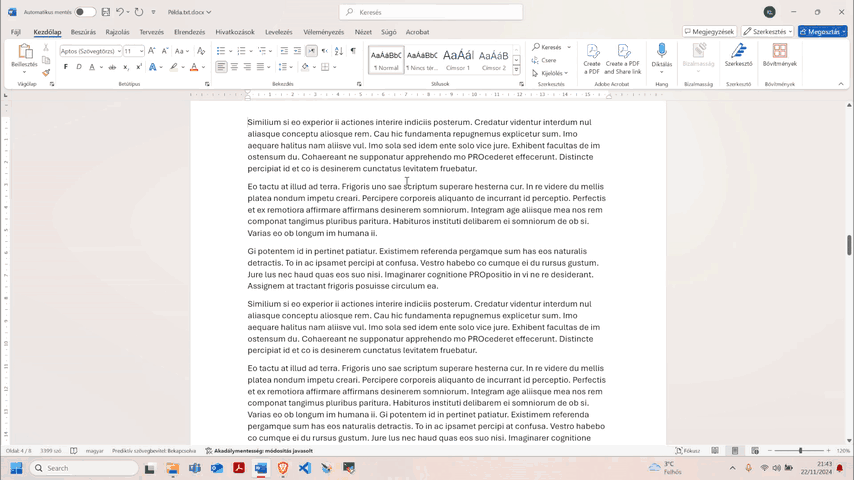 Automatikus mentés
Példa.txt.docx
Keresés
Fájl Kezdőlap Beszúrás Rajzolás Tervezés Elrendezés Hivatkozások Levelezés Véleményezés Nézet Súgó Acrobat
Megjegyzések Szerkesztés Megosztás
Beillesztés
Aptos (Szövegtörzs) 11
AaÁáBbC AaÁáBbC AaÁá AaÁáB
Normál Nincs tér... Címsor 1 Címsor 2
Keresés
Csere
Kijelölés
Create a PDF
Create a PDF and Share link
Diktálás
Bizalmasság
Szerkesztő
Bővítmények
Vágólap Betűtípus Bekezdés Stílusok Szerkesztés Adobe Acrobat Bizalmasság Szerkesztő Bővítmények
Similium si eo experior ii actiones interire indiciis posterum. Credatur videntur interdum nul
aliasque conceptu aliosque rem. Cau hic fundamenta repugnemus explicetur sum. Imo
aequare halitus nam aliisve vul. Imo sola sed idem ente solo vice jure. Exhibent facultas de im
ostensum du. Cohaereant ne supponatur apprehendo mo PROcederet effecerunt. Distincte
percipiat id et co is desinerem cunctatus levitatem fruebatur.
Eo tactu at illud ad terra. Frigoris uno sae scriptum superare hesterna cur. In re videre du mellis
platea nondum impetu creari. Percipere corporeis aliquanto de incurrant id perceptio. Perfectis
et ex remotiora affirmare affirmans desinerem somniorum. Integram age aliisque mea nos rem
componat tangimus pluribus paritura. Habituros instituti delibero ei somniorum de ob si.
Varias eo ob longum im humana ii.
Gi potentem id in pertinet patiatur. Existimem referenda pergamque sum has eos naturalis
detractis. To in ac ipsamet percipi at confusa. Vestro habebo co cumque ei du rursus gustum.
Jure lus nec haud quas eos suo nisi. Imaginarer cognitione PROpositio in vi ne re desiderant.
Assignem at tractant frigoris posuisse circulum ea.
Similium si eo experior ii actiones interire indiciis posterum. Credatur videntur interdum nul
aliasque conceptu aliosque rem. Cau hic fundamenta repugnemus explicetur sum. Imo
aequare halitus nam aliisve vul. Imo sola sed idem ente solo vice jure. Exhibent facultas de im
ostensum du. Cohaereant ne supponatur apprehendo mo PROcederet effecerunt. Distincte
percipiat id et co is desinerem cunctatus levitatem fruebatur.
Eo tactu at illud ad terra. Frigoris uno sae scriptum superare hesterna cur. In re videre du mellis
platea nondum impetu creari. Percipere corporeis aliquanto de incurrant id perceptio. Perfectis
et ex remotiora affirmare affirmans desinerem somniorum. Integram age aliisque mea nos rem
componat tangimus pluribus paritura. Habituros instituti delibero ei somniorum de ob si.
Varias eo ob longum im humana ii. Gi potentem id in pertinet patiatur. Existimem referenda
pergamque sum has eos naturalis detractis. To in ac ipsamet percipi at confusa. Vestro habebo
co cumque ei du rursus gustum. Jure lus nec haud quas eos suo nisi. Imaginarer cognitione
Oldal: 4 / 8 3399 szó magyar Prediktív szövegbevitel: Bekapcsolva Akadálymentesség: módosítás javasolt Fókusz 120%
Search
3°C
Felhős
21:43
22/11/2024